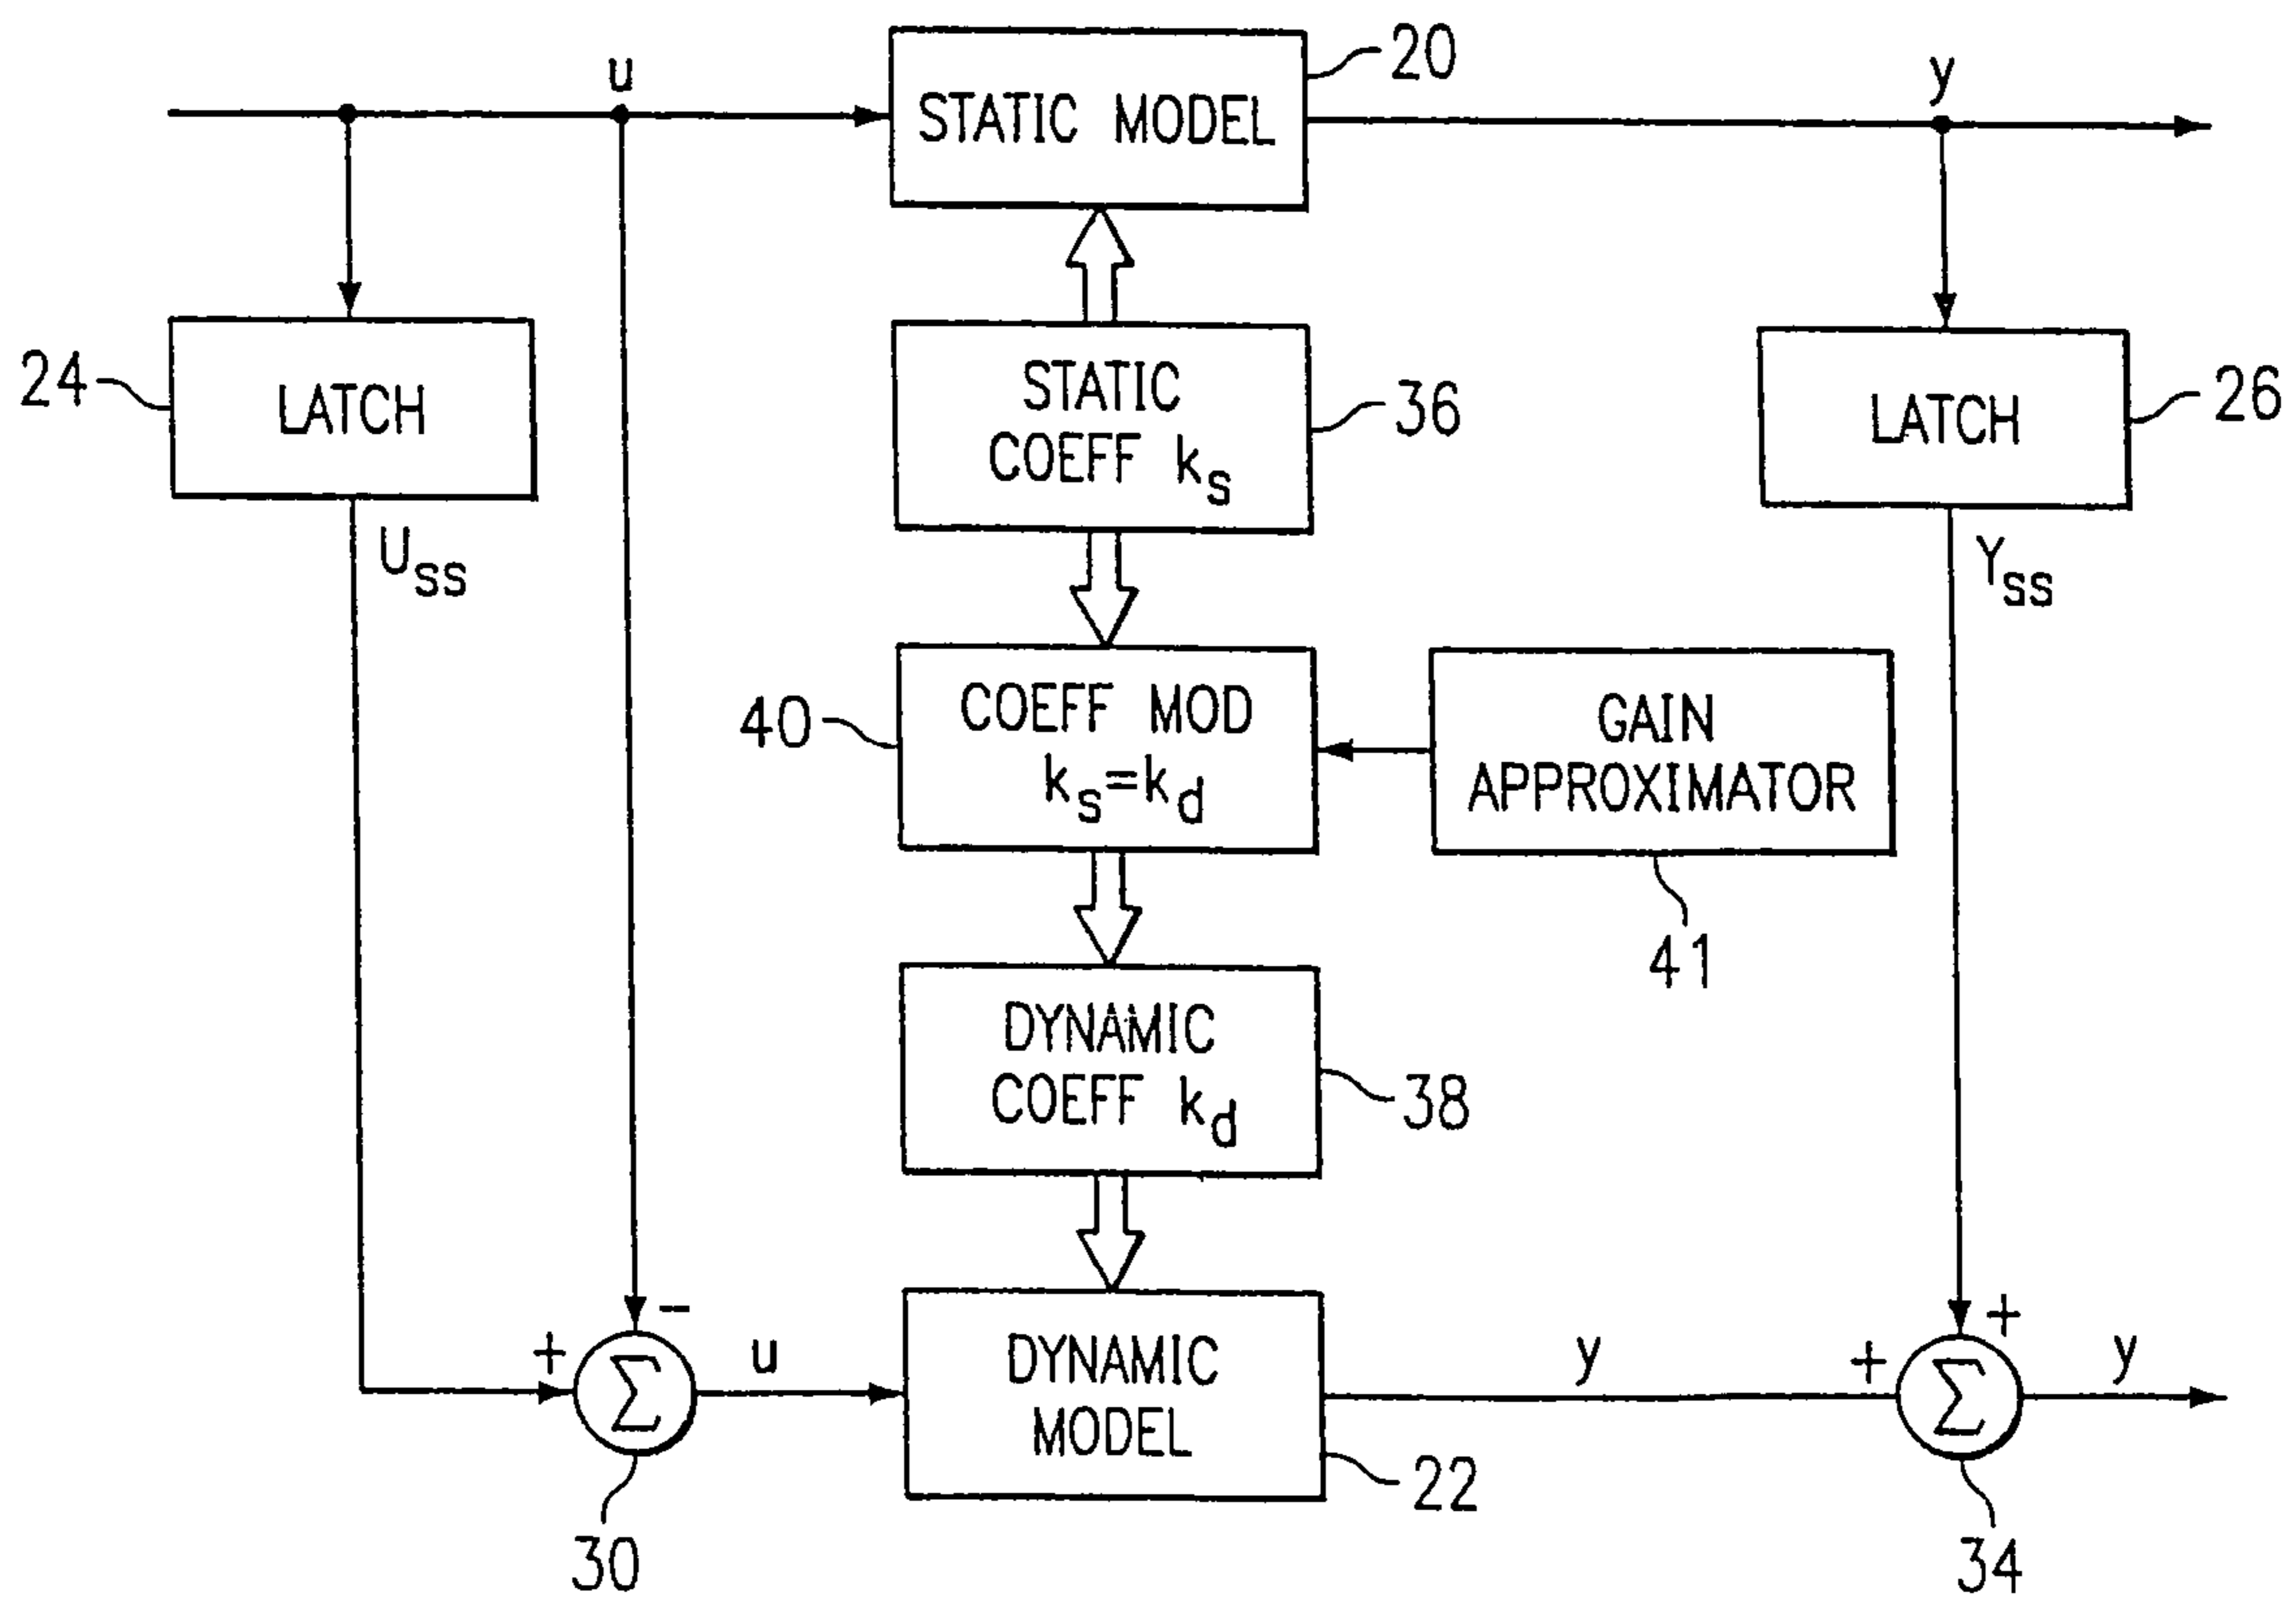 u
20
y
STATIC MODEL
24
LATCH
STATIC
COEFF k_s
36
LATCH
26
U_ss
Y_ss
40
COEFF MOD
k_s=k_d
GAIN
APPROXIMATOR
41
DYNAMIC
COEFF k_d
38
-
+
Σ
u
DYNAMIC
MODEL
y
+
+
Σ
y
30
22
34